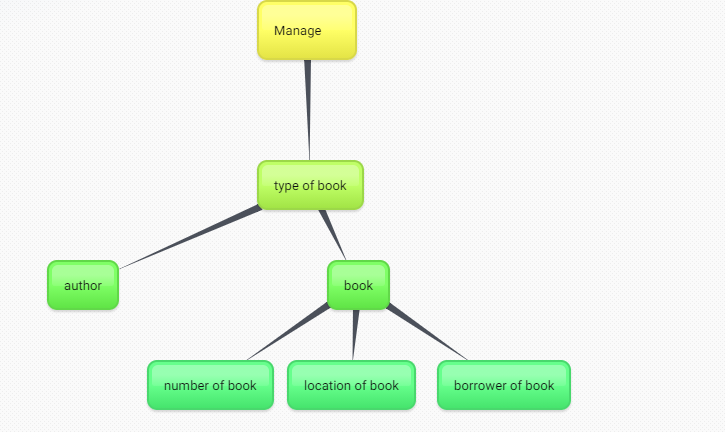 Manage
type of book
author
book
number of book
location of book
borrower of book